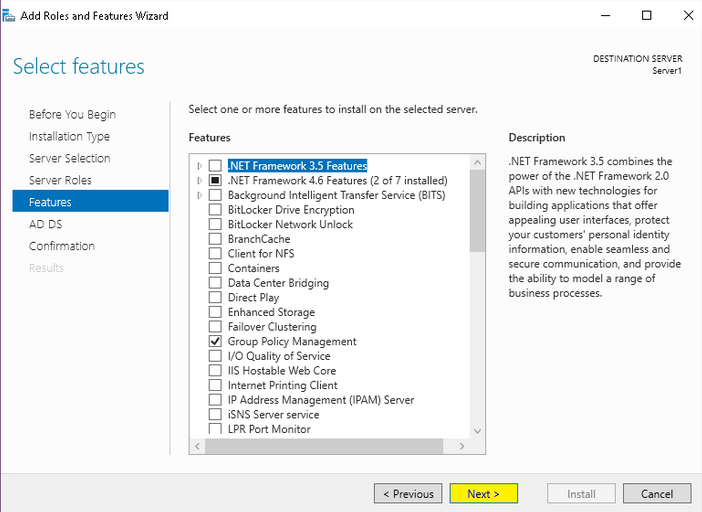 Add Roles and Features Wizard
Select features
DESTINATION SERVER
Server1
Before You Begin
Installation Type
Server Selection
Server Roles
Features
AD DS
Confirmation
Results
Select one or more features to install on the selected server.
Features
.NET Framework 3.5 Features
.NET Framework 4.6 Features (2 of 7 installed)
Background Intelligent Transfer Service (BITS)
BitLocker Drive Encryption
BitLocker Network Unlock
BranchCache
Client for NFS
Containers
Data Center Bridging
Direct Play
Enhanced Storage
Failover Clustering
Group Policy Management
I/O Quality of Service
IIS Hostable Web Core
Internet Printing Client
IP Address Management (IPAM) Server
iSNS Server service
LPR Port Monitor
Description
.NET Framework 3.5 combines the
power of the .NET Framework 2.0
APIs with new technologies for
building applications that offer
appealing user interfaces, protect
your customers' personal identity
information, enable seamless and
secure communication, and provide
the ability to model a range of
business processes.
< Previous
Next >
Install
Cancel